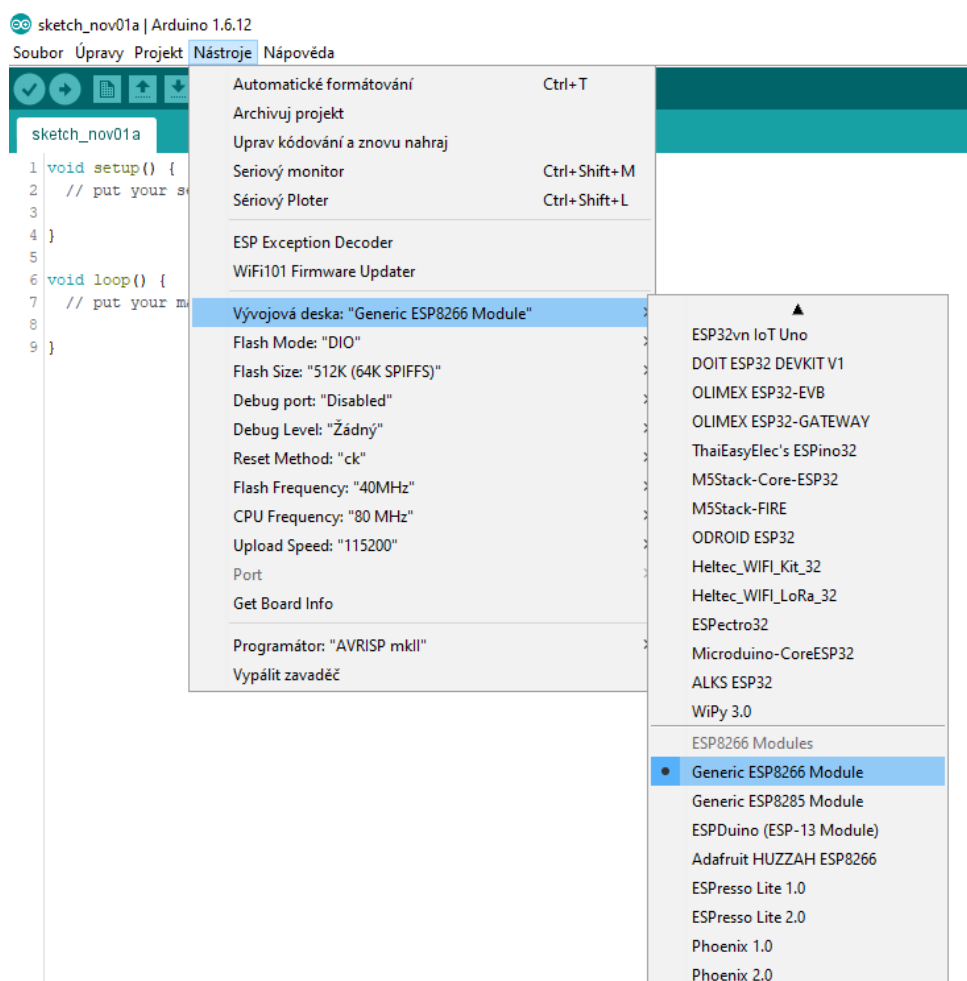 sketch_nov01a | Arduino 1.6.12
Soubor Úpravy Projekt Nástroje Nápověda
sketch_nov01a
1 void setup() {
2 // put your se
3
4 }
5
6 void loop() {
7 // put your ma
8
9 }
Automatické formátování Ctrl+T
Archivuj projekt
Uprav kódování a znovu nahraj
Seriový monitor Ctrl+Shift+M
Sériový Ploter Ctrl+Shift+L
ESP Exception Decoder
WiFi101 Firmware Updater
Vývojová deska: "Generic ESP8266 Module"
Flash Mode: "DIO"
Flash Size: "512K (64K SPIFFS)"
Debug port: "Disabled"
Debug Level: "Žádný"
Reset Method: "ck"
Flash Frequency: "40MHz"
CPU Frequency: "80 MHz"
Upload Speed: "115200"
Port
Get Board Info
Programátor: "AVRISP mkII"
Vypálit zavaděč
ESP32vn IoT Uno
DOIT ESP32 DEVKIT V1
OLIMEX ESP32-EVB
OLIMEX ESP32-GATEWAY
ThaiEasyElec's ESPino32
M5Stack-Core-ESP32
M5Stack-FIRE
ODROID ESP32
Heltec_WIFI_Kit_32
Heltec_WIFI_LoRa_32
ESPectro32
Microduino-CoreESP32
ALKS ESP32
WiPy 3.0
ESP8266 Modules
Generic ESP8266 Module
Generic ESP8285 Module
ESPDuino (ESP-13 Module)
Adafruit HUZZAH ESP8266
ESPresso Lite 1.0
ESPresso Lite 2.0
Phoenix 1.0
Phoenix 2.0